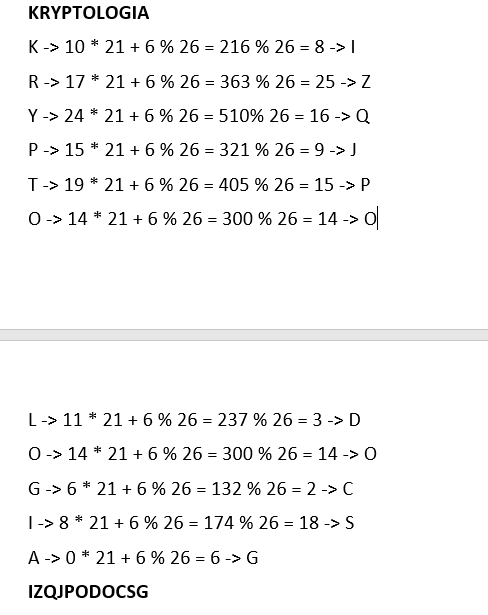 KRYPTOLOGIA
K -> 10 * 21 + 6 % 26 = 216 % 26 = 8 -> I
R -> 17 * 21 + 6 % 26 = 363 % 26 = 25 -> Z
Y -> 24 * 21 + 6 % 26 = 510% 26 = 16 -> Q
P -> 15 * 21 + 6 % 26 = 321 % 26 = 9 -> J
T -> 19 * 21 + 6 % 26 = 405 % 26 = 15 -> P
O -> 14 * 21 + 6 % 26 = 300 % 26 = 14 -> O
L -> 11 * 21 + 6 % 26 = 237 % 26 = 3 -> D
O -> 14 * 21 + 6 % 26 = 300 % 26 = 14 -> O
G -> 6 * 21 + 6 % 26 = 132 % 26 = 2 -> C
I -> 8 * 21 + 6 % 26 = 174 % 26 = 18 -> S
A -> 0 * 21 + 6 % 26 = 6 -> G
IZQJPODOCSG